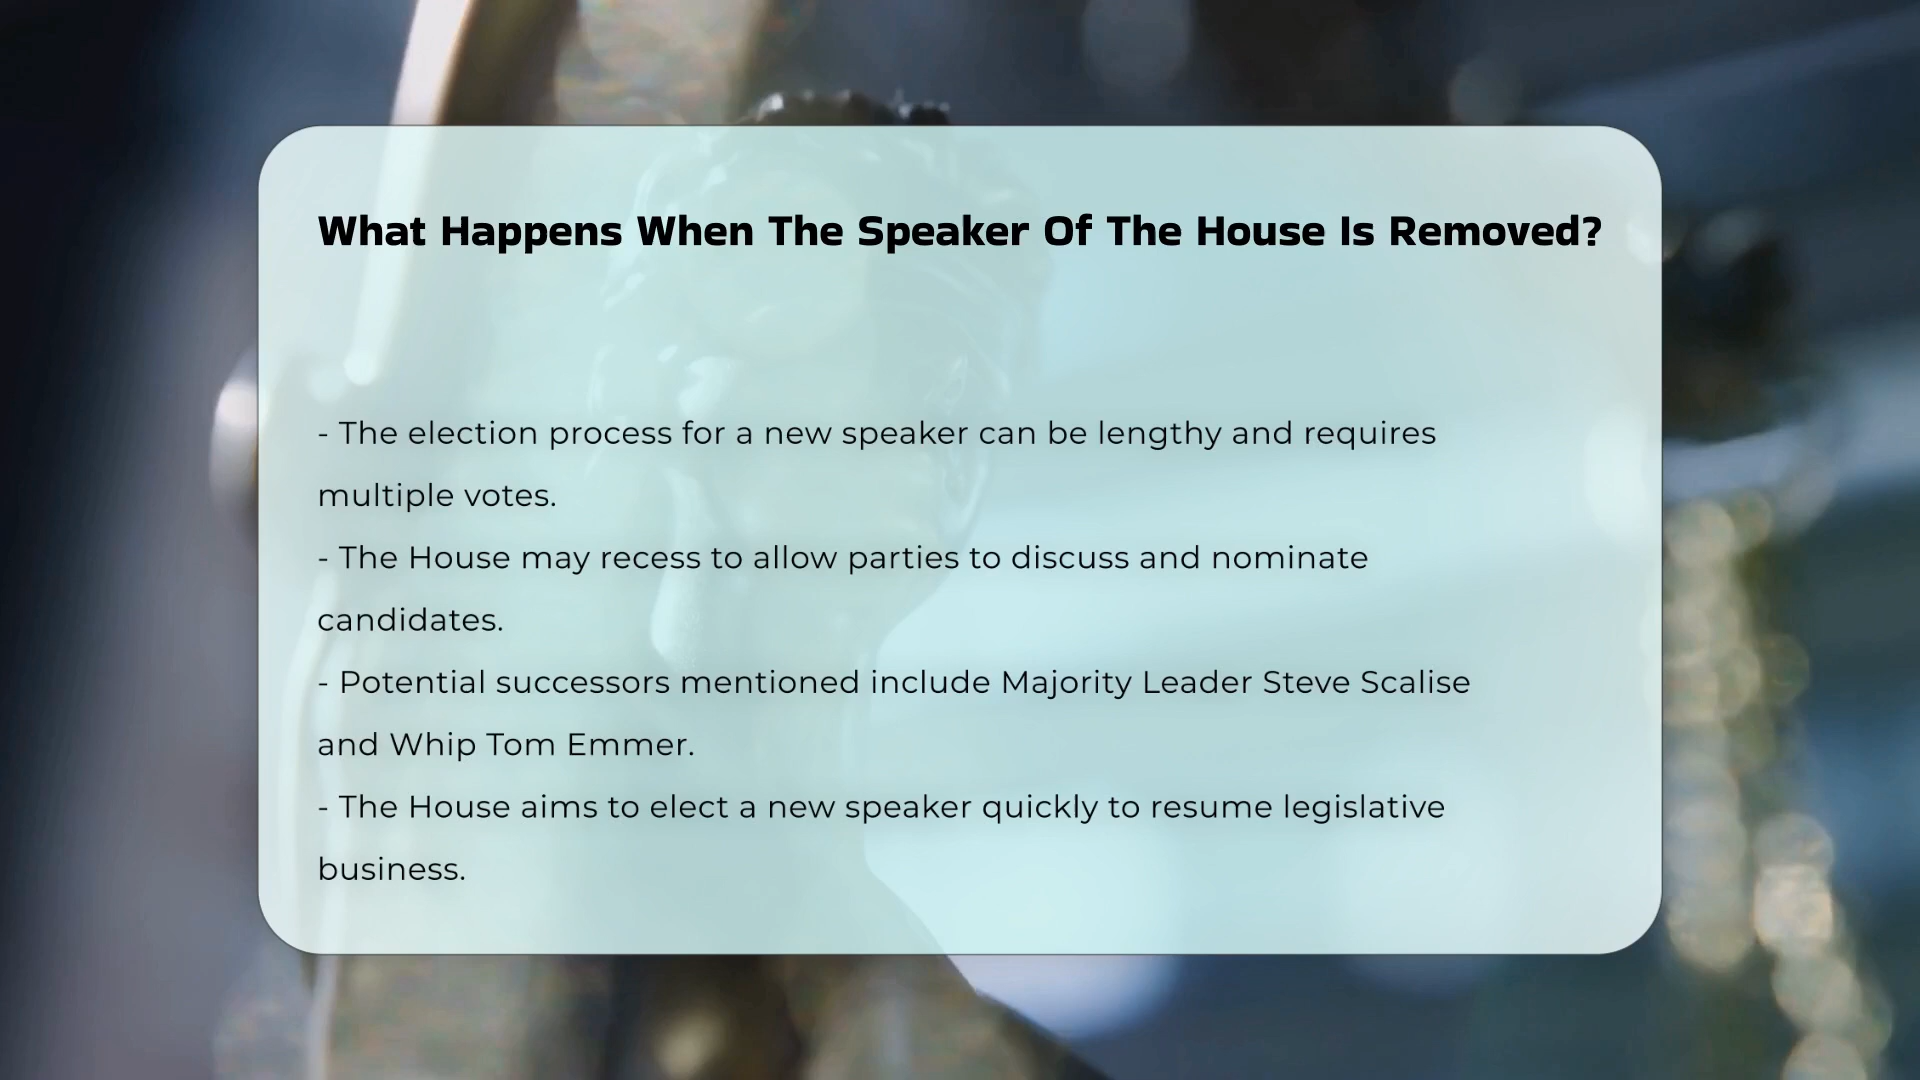 What Happens When The Speaker Of The House Is Removed?
- The election process for a new speaker can be lengthy and requires
multiple votes.
- The House may recess to allow parties to discuss and nominate
candidates.
- Potential successors mentioned include Majority Leader Steve Scalise
and Whip Tom Emmer.
- The House aims to elect a new speaker quickly to resume legislative
business.